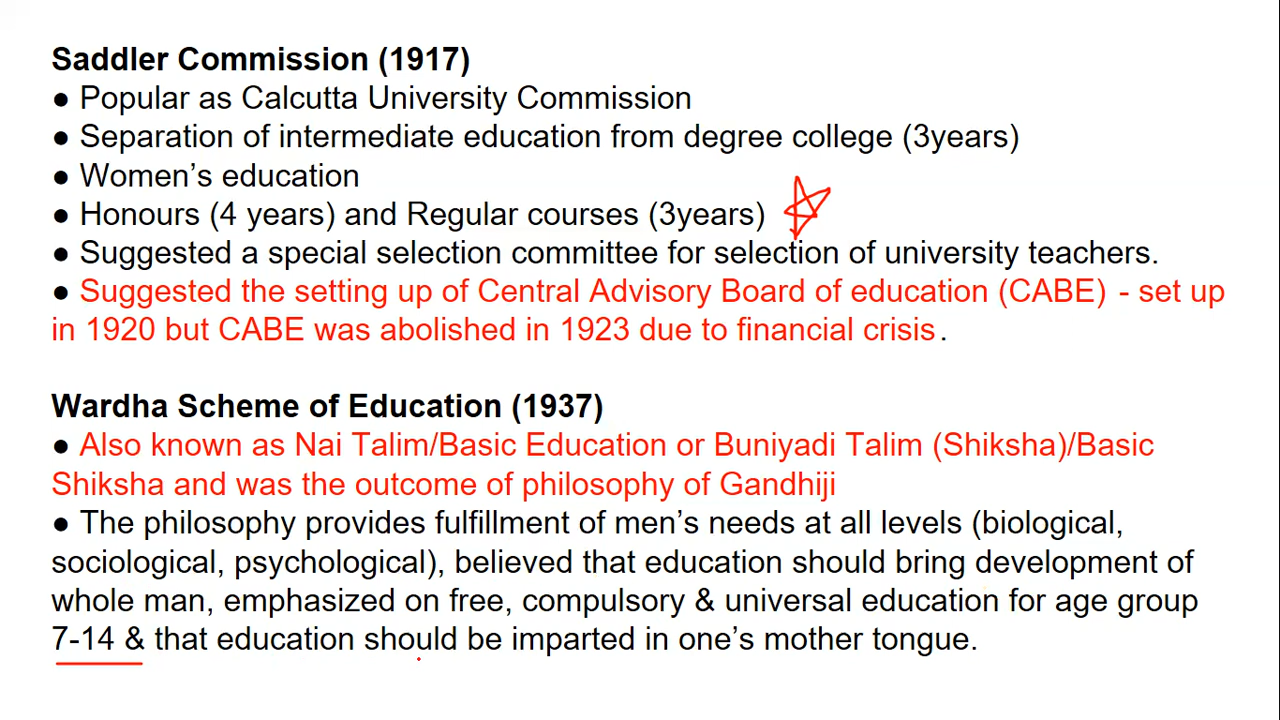 Saddler Commission (1917)
● Popular as Calcutta University Commission
● Separation of intermediate education from degree college (3years)
● Women's education
● Honours (4 years) and Regular courses (3years)
● Suggested a special selection committee for selection of university teachers.
● Suggested the setting up of Central Advisory Board of education (CABE) - set up
in 1920 but CABE was abolished in 1923 due to financial crisis.
Wardha Scheme of Education (1937)
● Also known as Nai Talim/Basic Education or Buniyadi Talim (Shiksha)/Basic
Shiksha and was the outcome of philosophy of Gandhiji
● The philosophy provides fulfillment of men's needs at all levels (biological,
sociological, psychological), believed that education should bring development of
whole man, emphasized on free, compulsory & universal education for age group
7-14 & that education should be imparted in one's mother tongue.